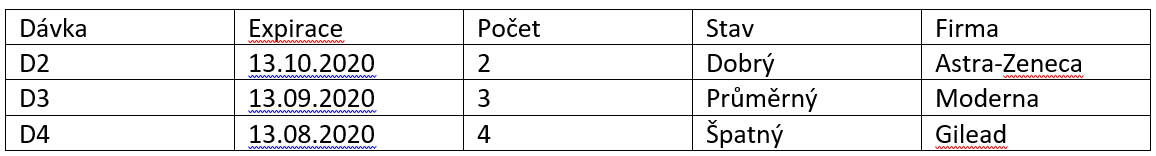 Dávka Expirace Počet Stav Firma
D2 13.10.2020 2 Dobrý Astra-Zeneca
D3 13.09.2020 3 Průměrný Moderna
D4 13.08.2020 4 Špatný Gilead